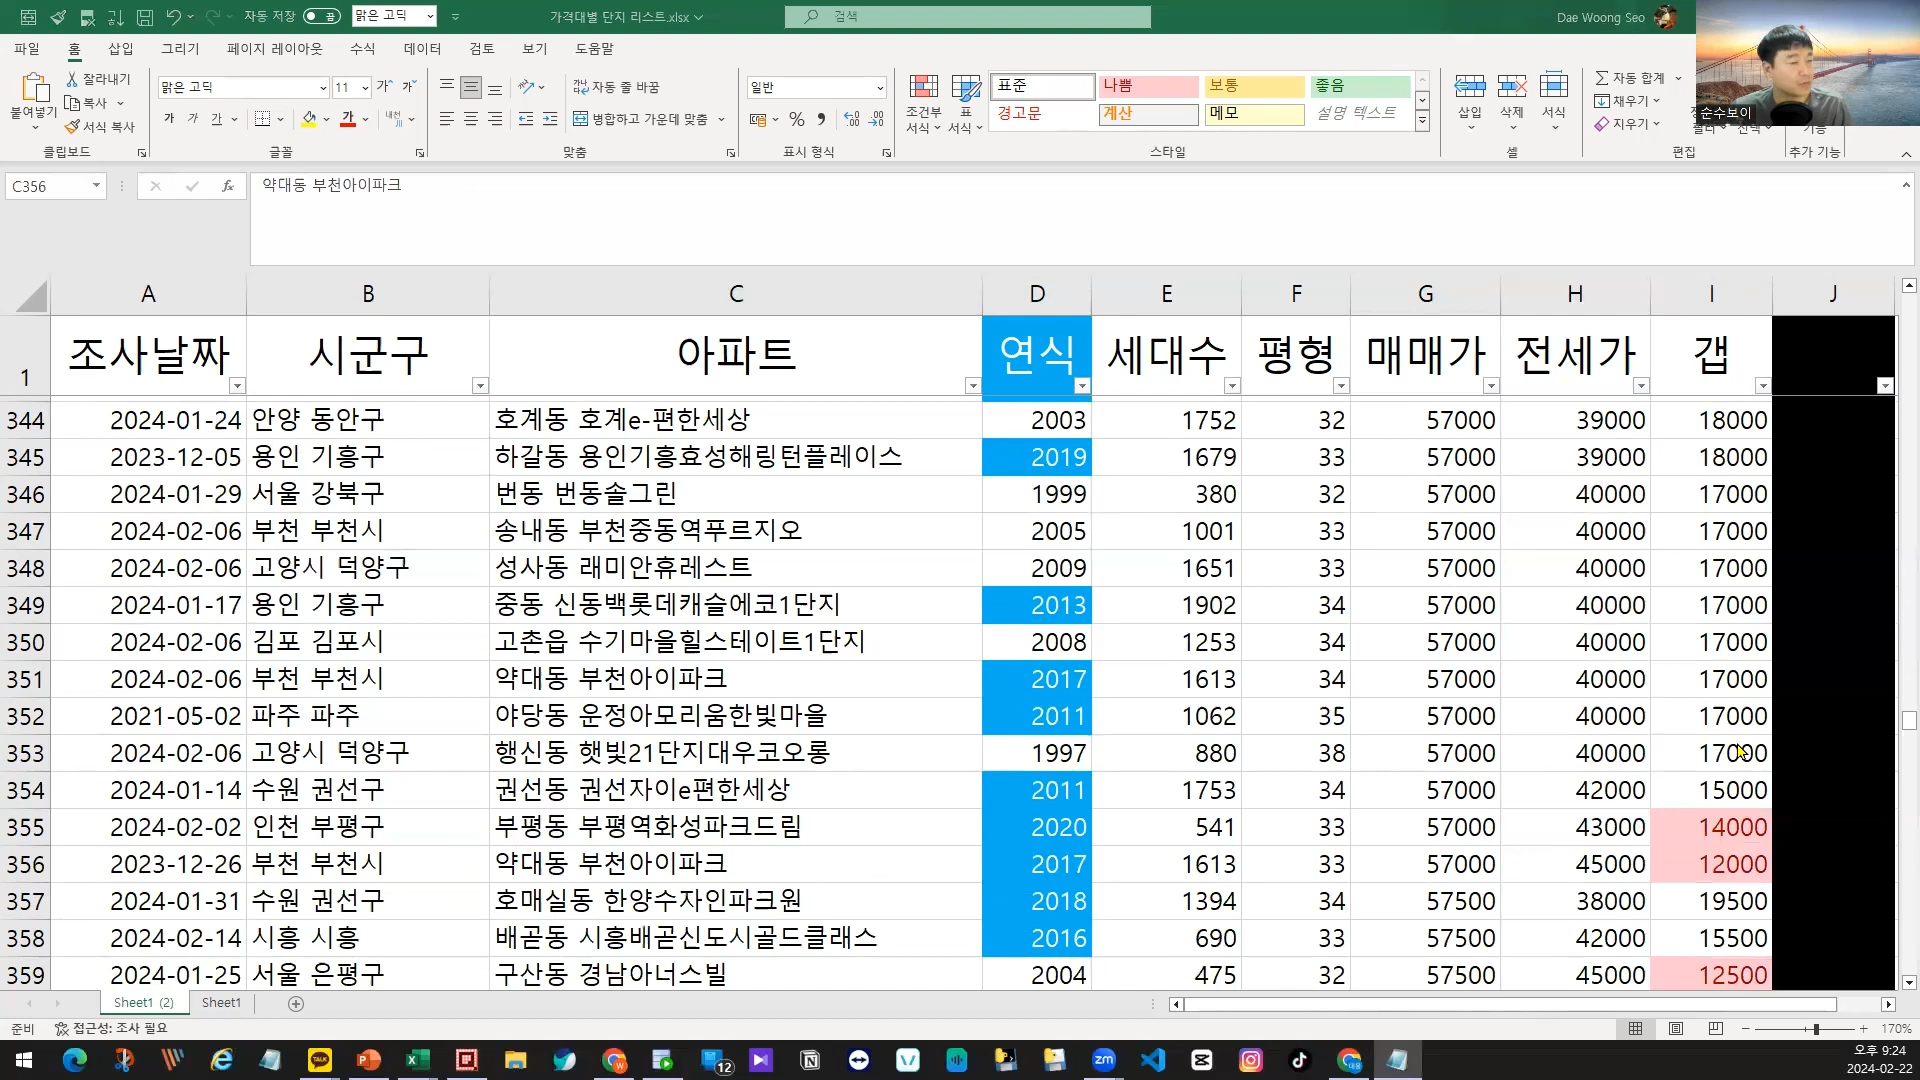 자동 저장 끔 맑은 고딕 가격대별 단지 리스트.xlsx 검색 Dae Woong Seo
파일 홈 삽입 그리기 페이지 레이아웃 수식 데이터 검토 보기 도움말
붙여넣기 잘라내기 복사 서식 복사 클립보드
맑은 고딕 11 가 가 가 가 가 가 내천 글꼴
자동 줄 바꿈 병합하고 가운데 맞춤 맞춤
일반 % 표시 형식
조건부 서식 표 서식 표준 나쁨 보통 좋음
경고문 계산 메모 설명 텍스트 스타일
삽입 삭제 서식 셀
자동 합계 채우기 지우기 편집 추가 기능
순수보이
C356 fx 약대동 부천아이파크
A B C D E F G H I J
1 조사날짜 시군구 아파트 연식 세대수 평형 매매가 전세가 갭
344 2024-01-24 안양 동안구 호계동 호계e-편한세상 2003 1752 32 57000 39000 18000
345 2023-12-05 용인 기흥구 하갈동 용인기흥효성해링턴플레이스 2019 1679 33 57000 39000 18000
346 2024-01-29 서울 강북구 번동 번동솔그린 1999 380 32 57000 40000 17000
347 2024-02-06 부천 부천시 송내동 부천중동역푸르지오 2005 1001 33 57000 40000 17000
348 2024-02-06 고양시 덕양구 성사동 래미안휴레스트 2009 1651 33 57000 40000 17000
349 2024-01-17 용인 기흥구 중동 신동백롯데캐슬에코1단지 2013 1902 34 57000 40000 17000
350 2024-02-06 김포 김포시 고촌읍 수기마을힐스테이트1단지 2008 1253 34 57000 40000 17000
351 2024-02-06 부천 부천시 약대동 부천아이파크 2017 1613 34 57000 40000 17000
352 2021-05-02 파주 파주 야당동 운정아모리움한빛마을 2011 1062 35 57000 40000 17000
353 2024-02-06 고양시 덕양구 행신동 햇빛21단지대우코오롱 1997 880 38 57000 40000 17000
354 2024-01-14 수원 권선구 권선동 권선자이e편한세상 2011 1753 34 57000 42000 15000
355 2024-02-02 인천 부평구 부평동 부평역화성파크드림 2020 541 33 57000 43000 14000
356 2023-12-26 부천 부천시 약대동 부천아이파크 2017 1613 33 57000 45000 12000
357 2024-01-31 수원 권선구 호매실동 한양수자인파크원 2018 1394 34 57500 38000 19500
358 2024-02-14 시흥 시흥 배곧동 시흥배곧신도시골드클래스 2016 690 33 57500 42000 15500
359 2024-01-25 서울 은평구 구산동 경남아너스빌 2004 475 32 57500 45000 12500
Sheet1 (2) Sheet1
준비 접근성: 조사 필요 170%
TALK 12 zm
오후 9:24
2024-02-22